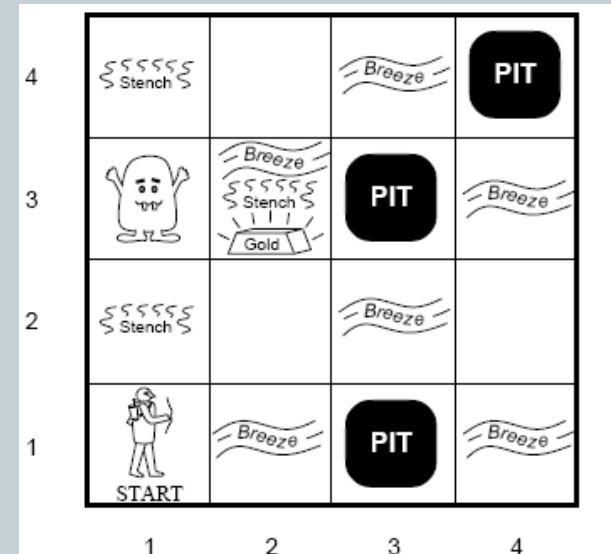 4 Stench Breeze PIT
Breeze
3 Stench PIT Breeze
Gold
2 Stench Breeze
1 Breeze PIT Breeze
START
1 2 3 4